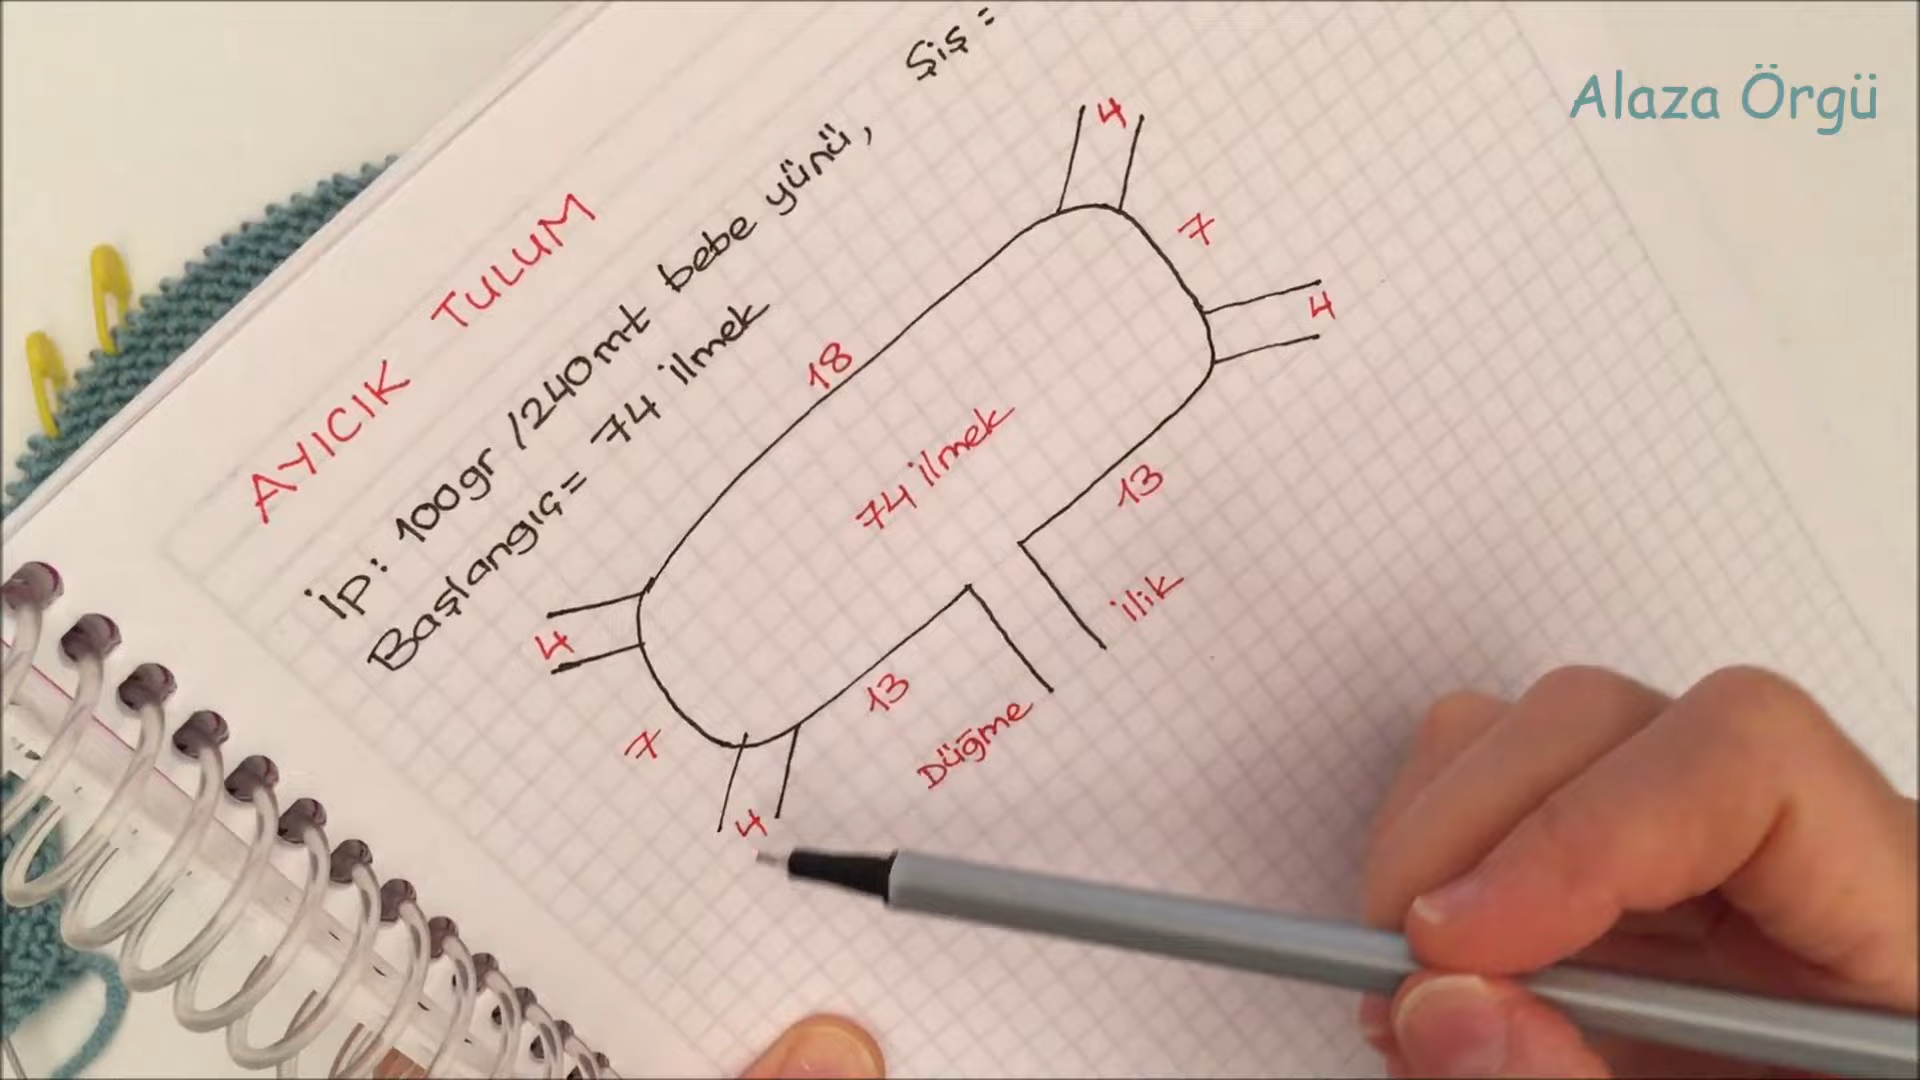 Alaza Örgü
AYICIK TULUM
İp: 100gr /240mt bebe yünü, Şiş =
Başlangıç = 74 ilmek
4
7
4
18
74 ilmek
13
ilik
4
13
7
Düğme
4